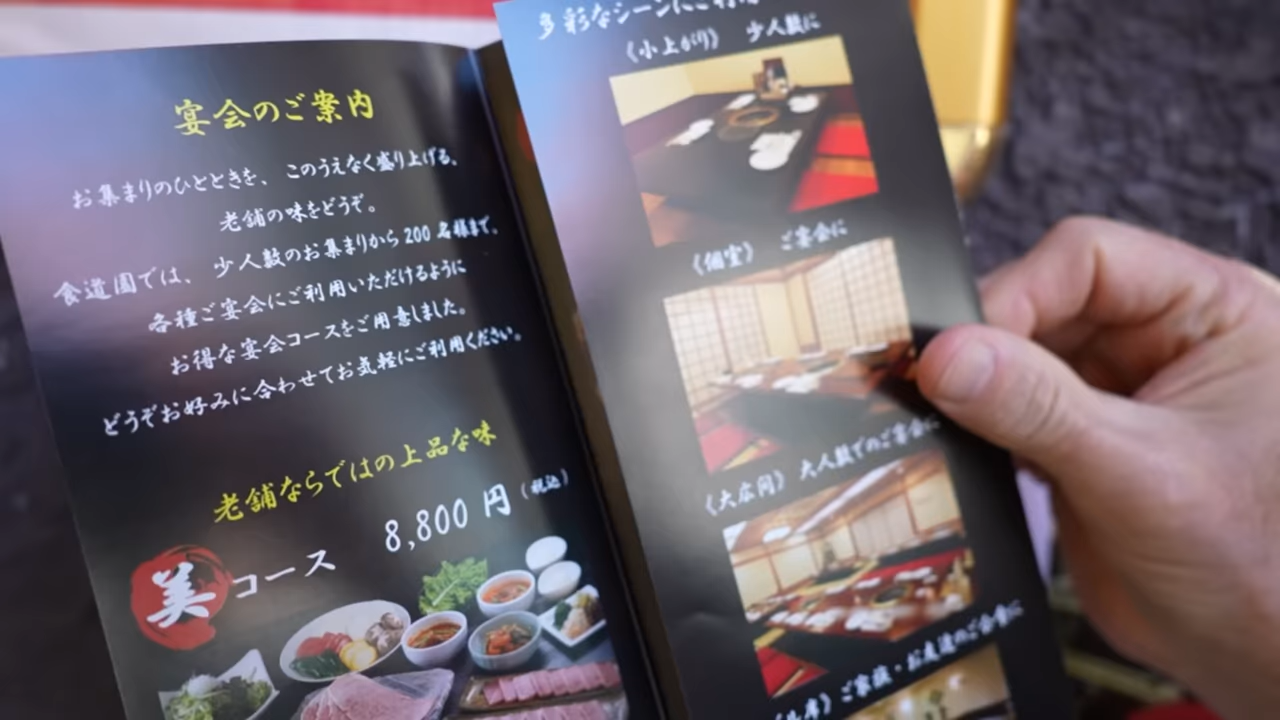 宴会のご案内
お集まりのひとときを、このうえなく盛り上げる、
老舗の味をどうぞ。
食道園では、少人数のお集まりから200名様まで、
各種ご宴会にご利用いただけるように
お得な宴会コースをご用意しました。
どうぞお好み に合わせてお気軽にご利用ください。
老舗ならではの上品な味
美コース 8,800円(税込)
多彩なシーンにご利用
《小上がり》 少人数に
《個室》 ご宴会に
《大広間》 大人数でのご宴会に
ご家族・お友達のご会食に